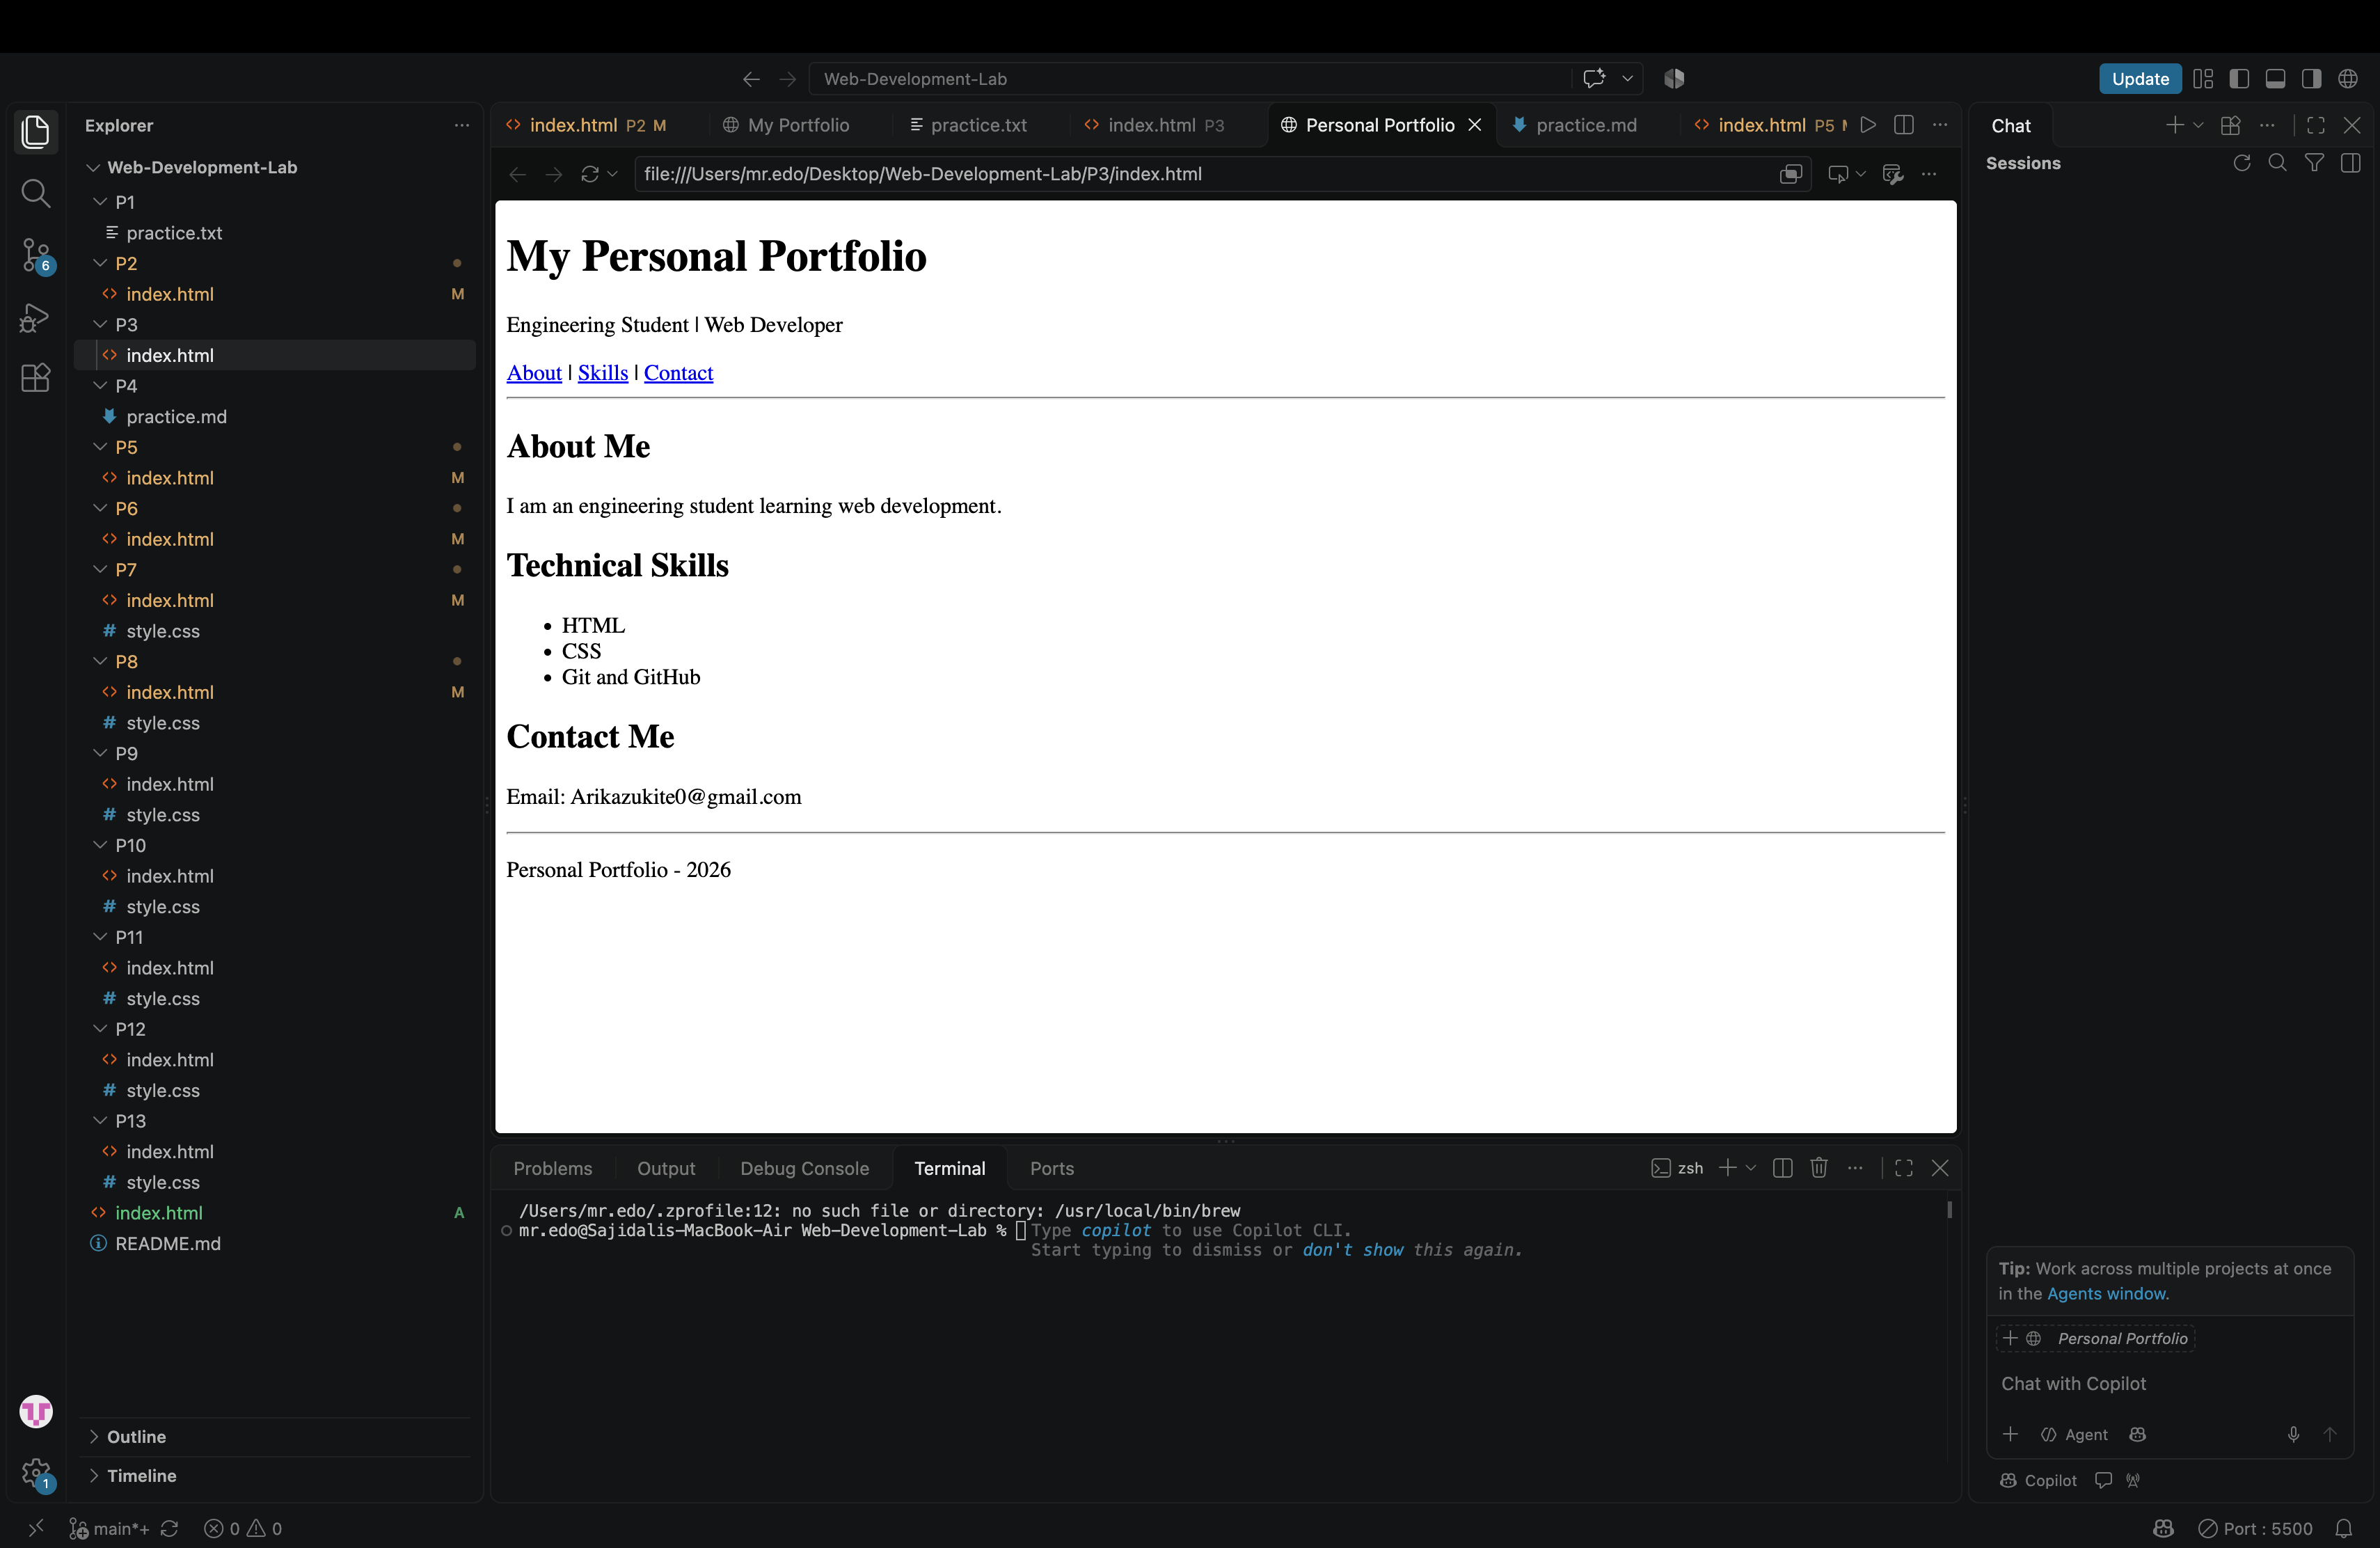 Web-Development-Lab
Update
Explorer
Web-Development-Lab
P1
practice.txt
P2
index.html M
P3
index.html
P4
practice.md
P5
index.html M
P6
index.html M
P7
index.html M
style.css
P8
index.html M
style.css
P9
index.html
style.css
P10
index.html
style.css
P11
index.html
style.css
P12
index.html
style.css
P13
index.html
style.css
index.html A
README.md
Outline
Timeline
6
1
index.html P2 M
My Portfolio
practice.txt
index.html P3
Personal Portfolio
practice.md
index.html P5
file:///Users/mr.edo/Desktop/Web-Development-Lab/P3/index.html
My Personal Portfolio
Engineering Student | Web Developer
About | Skills | Contact
About Me
I am an engineering student learning web development.
Technical Skills
• HTML
• CSS
• Git and GitHub
Contact Me
Email: Arikazukite0@gmail.com
Personal Portfolio - 2026
Problems Output Debug Console Terminal Ports
zsh
/Users/mr.edo/.zprofile:12: no such file or directory: /usr/local/bin/brew
mr.edo@Sajidalis-MacBook-Air Web-Development-Lab % Type copilot to use Copilot CLI.
Start typing to dismiss or don't show this again.
Chat
Sessions
Tip: Work across multiple projects at once
in the Agents window.
Personal Portfolio
Chat with Copilot
Agent
Copilot
main*+
0 0
Port : 5500